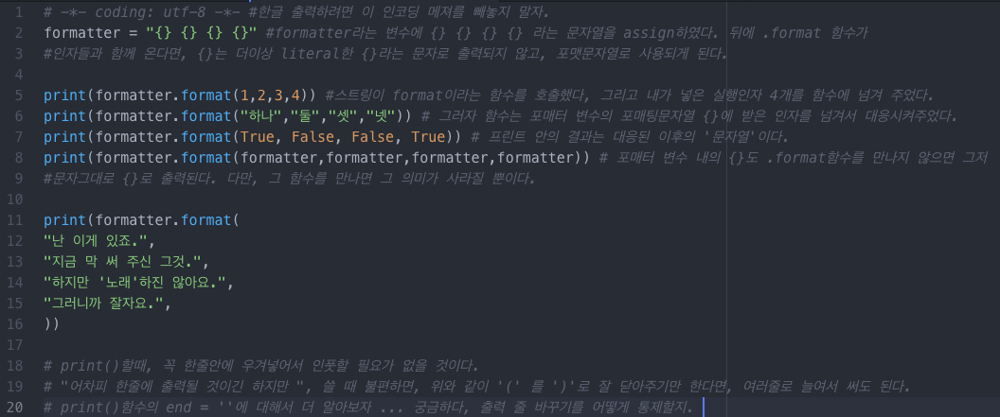 1 # -*- coding: utf-8 -*- #한글 출력하려면 이 인코딩 메져를 빼놓지 말자.
2 formatter = "{} {} {} {}" #formatter라는 변수에 {} {} {} {} 라는 문자열을 assign하였다. 뒤에 .format 함수가
3 #인자들과 함께 온다면, {}는 더이상 literal한 {}라는 문자로 출력되지 않고, 포맷문자열로 사용되게 된다.
4
5 print(formatter.format(1,2,3,4)) #스트링이 format이라는 함수를 호출했다, 그리고 내가 넣은 실행인자 4개를 함수에 넘겨 주었다.
6 print(formatter.format("하나","둘","셋","넷")) # 그러자 함수는 포매터 변수의 포매팅문자열 {}에 받은 인자를 넘겨서 대응시켜주었다.
7 print(formatter.format(True, False, False, True)) # 프린트 안의 결과는 대응된 이후의 '문자열'이다.
8 print(formatter.format(formatter,formatter,formatter,formatter)) # 포매터 변수 내의 {}도 .format함수를 만나지 않으면 그저
9 #문자그대로 {}로 출력된다. 다만, 그 함수를 만나면 그 의미가 사라질 뿐이다.
10
11 print(formatter.format(
12 "난 이게 있죠.",
13 "지금 막 써 주신 그것.",
14 "하지만 '노래'하진 않아요.",
15 "그러니까 잘자요.",
16 ))
17
18 # print()할때, 꼭 한줄안에 우겨넣어서 인풋할 필요가 없을 것이다.
19 # "어차피 한줄에 출력될 것이긴 하지만 ", 쓸 때 불편하면, 위와 같이 '(' 를 ')'로 잘 닫아주기만 한다면, 여러줄로 늘여서 써도 된다.
20 # print()함수의 end = ''에 대해서 더 알아보자 ... 궁금하다, 출력 줄 바꾸기를 어떻게 통제할지.